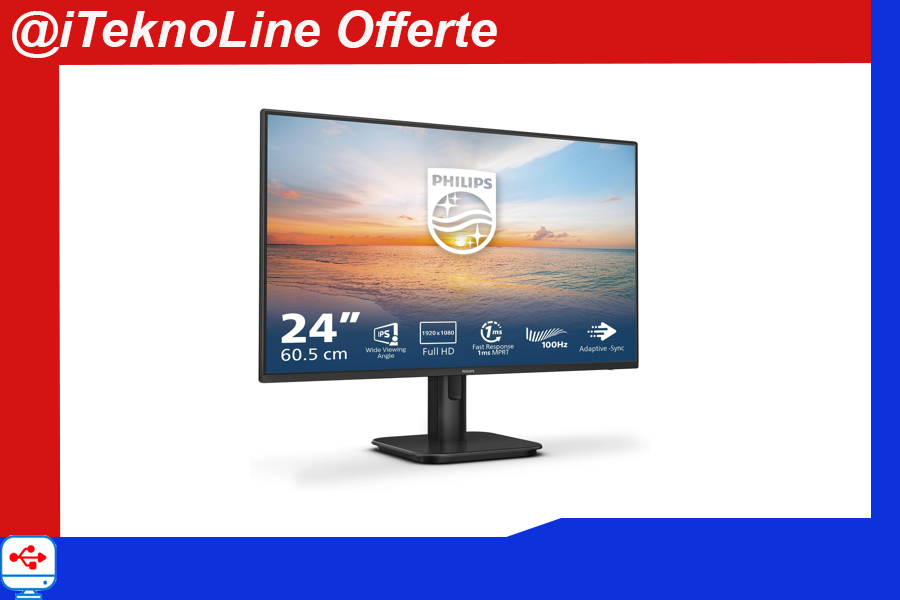 @iTeknoLine Offerte
PHILIPS
24”
60.5 cm
iPS
Wide Viewing
Angle
1920x1080
Full HD
1ms
Fast Response
1ms MPRT
100Hz
Adaptive -Sync
PHILIPS